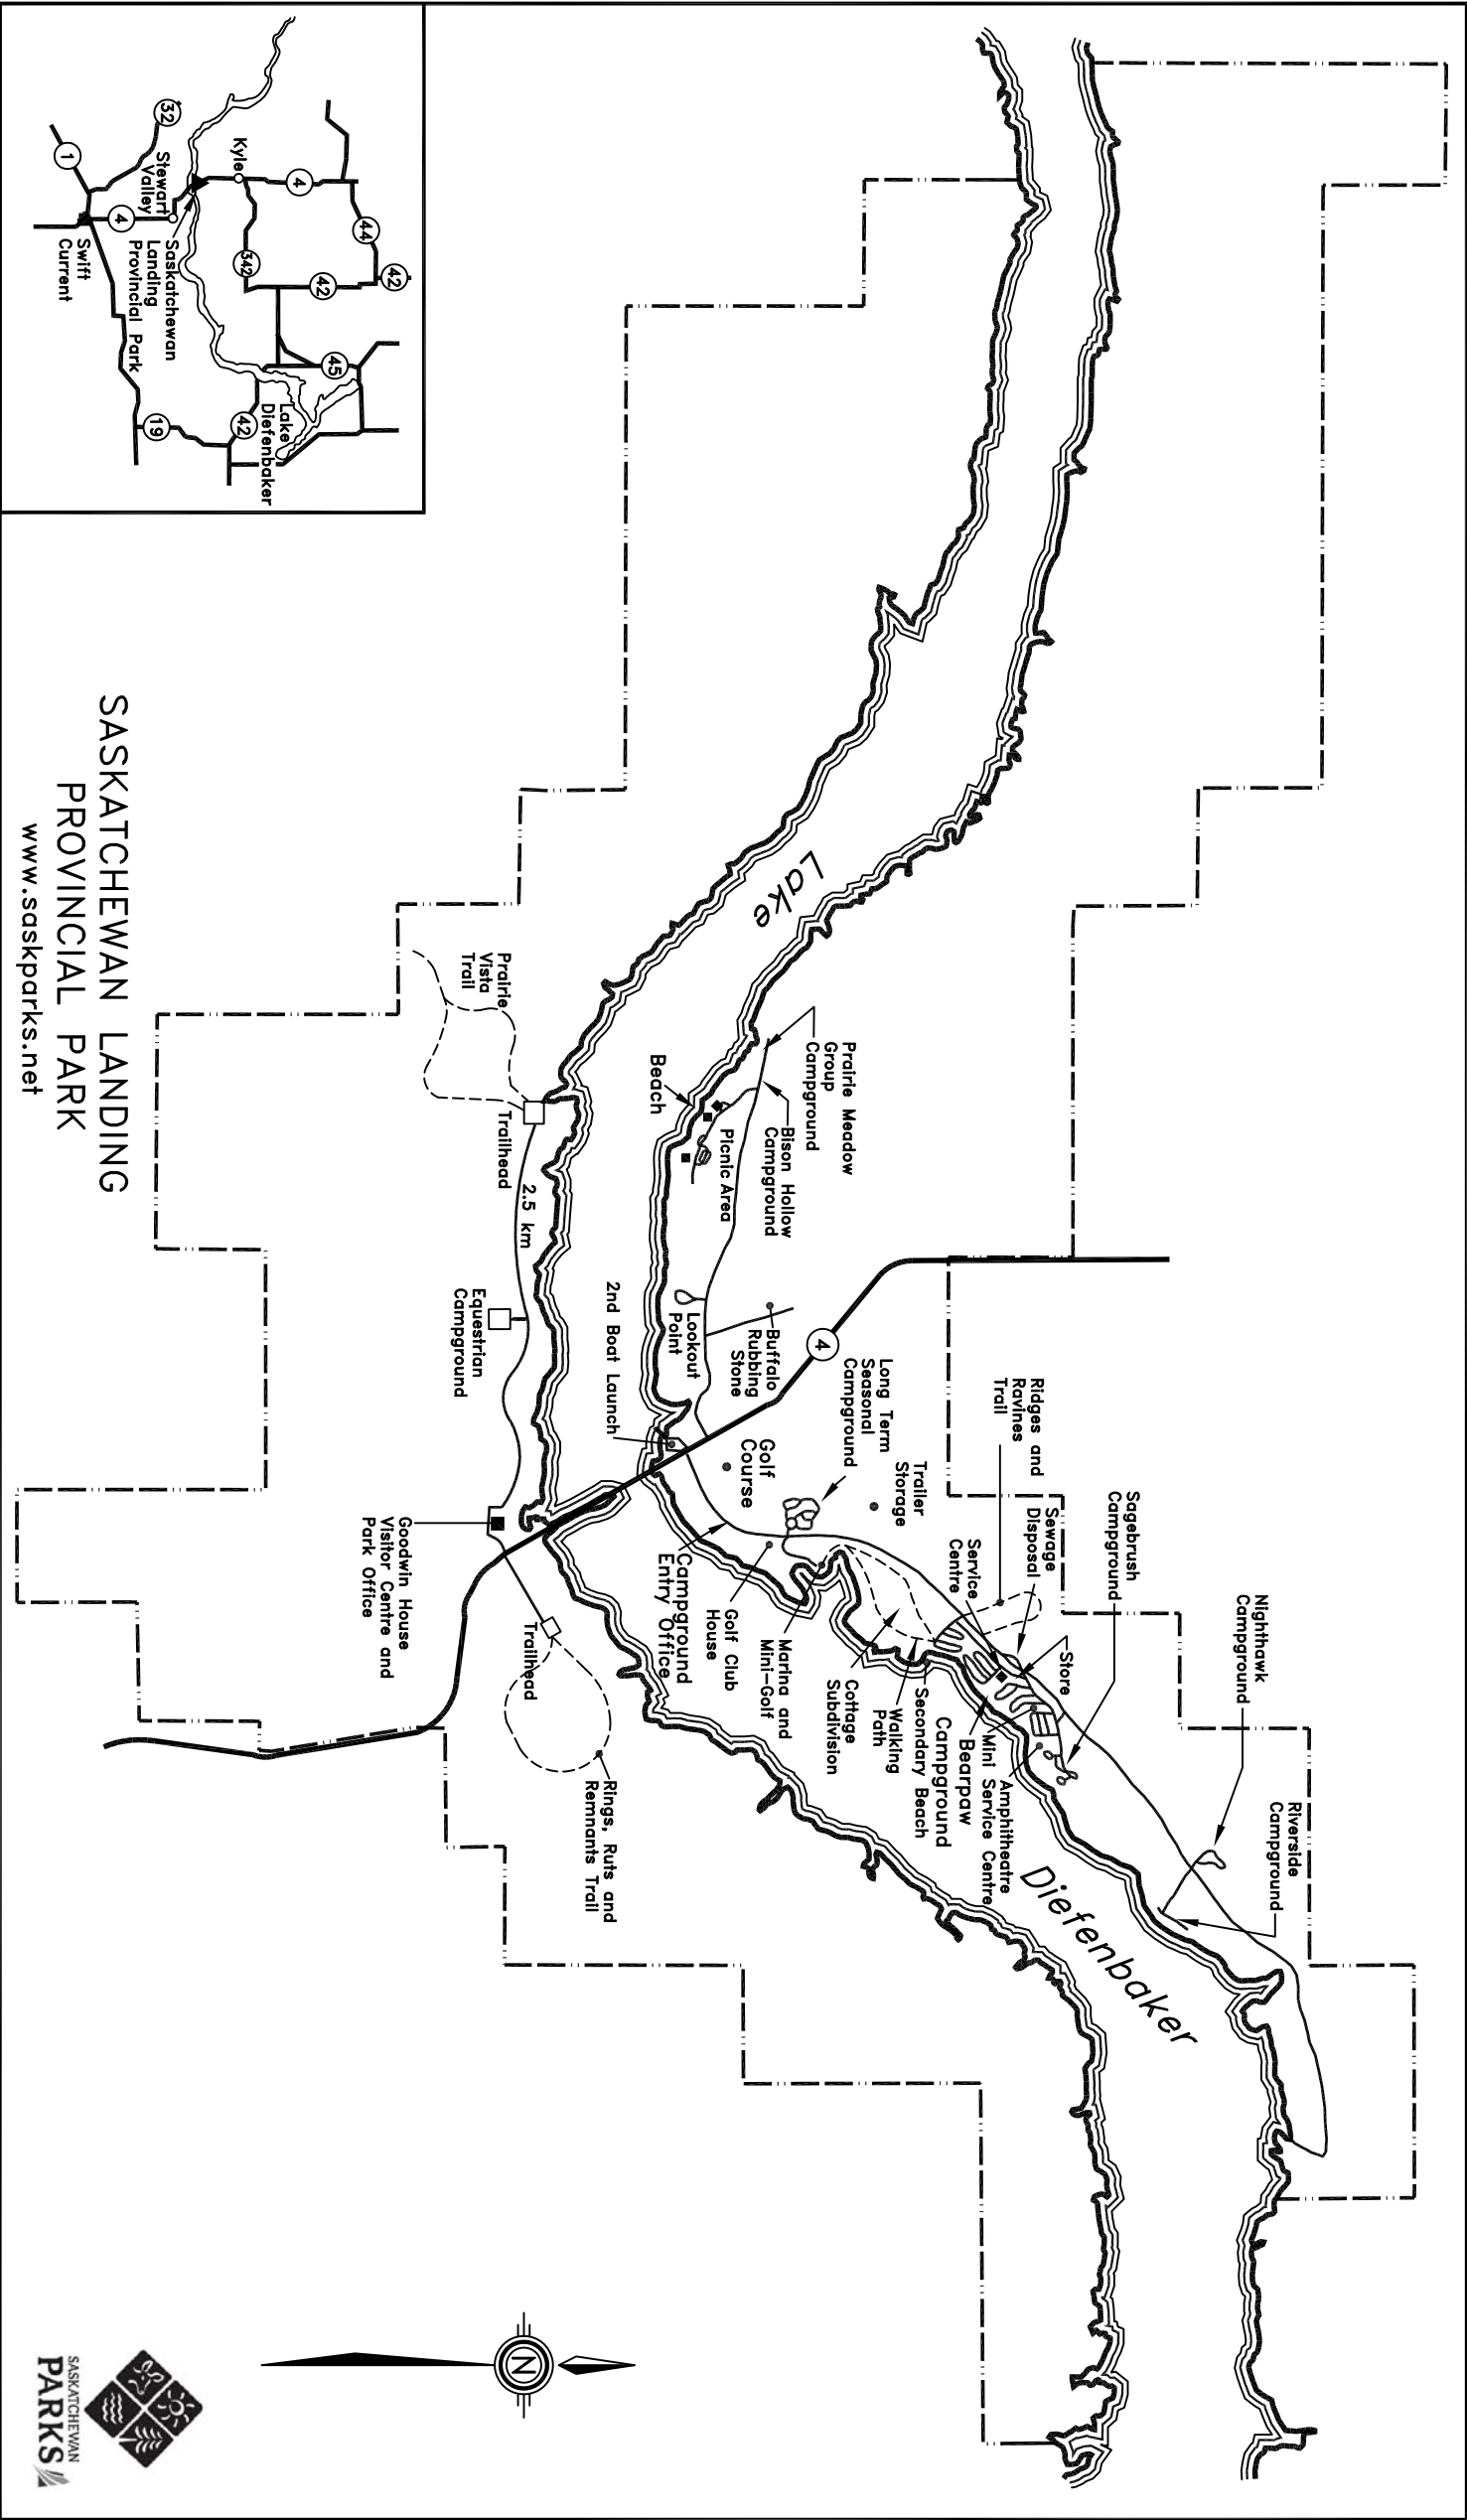 Lake
Diefenbaker
Prairie Meadow
Group
Campground
Bison Hollow
Campground
Beach
Picnic Area
Buffalo
Rubbing
Stone
Lookout
Point
2nd Boat Launch
4
Long Term
Seasonal
Campground
Trailer
Storage
Golf
Course
Ridges and
Ravines
Trail
Sewage
Disposal
Service
Centre
Sagebrush
Campground
Store
Nighthawk
Campground
Riverside
Campground
Amphitheatre
Mini Service Centre
Bearpaw
Campground
Secondary Beach
Walking
Path
Cottage
Subdivision
Marina and
Mini-Golf
Golf Club
House
Campground
Entry Office
Prairie
Vista
Trail
Trailhead
2.5 km
Equestrian
Campground
Goodwin House
Visitor Centre and
Park Office
Trailhead
Rings, Ruts and
Remnants Trail
SASKATCHEWAN LANDING
PROVINCIAL PARK
www.saskparks.net
42
44
4
Kyle
342
42
45
32
Stewart
Valley
Saskatchewan
Landing
Provincial Park
Lake
Diefenbaker
42
19
4
1
Swift
Current
N
SASKATCHEWAN
PARKS